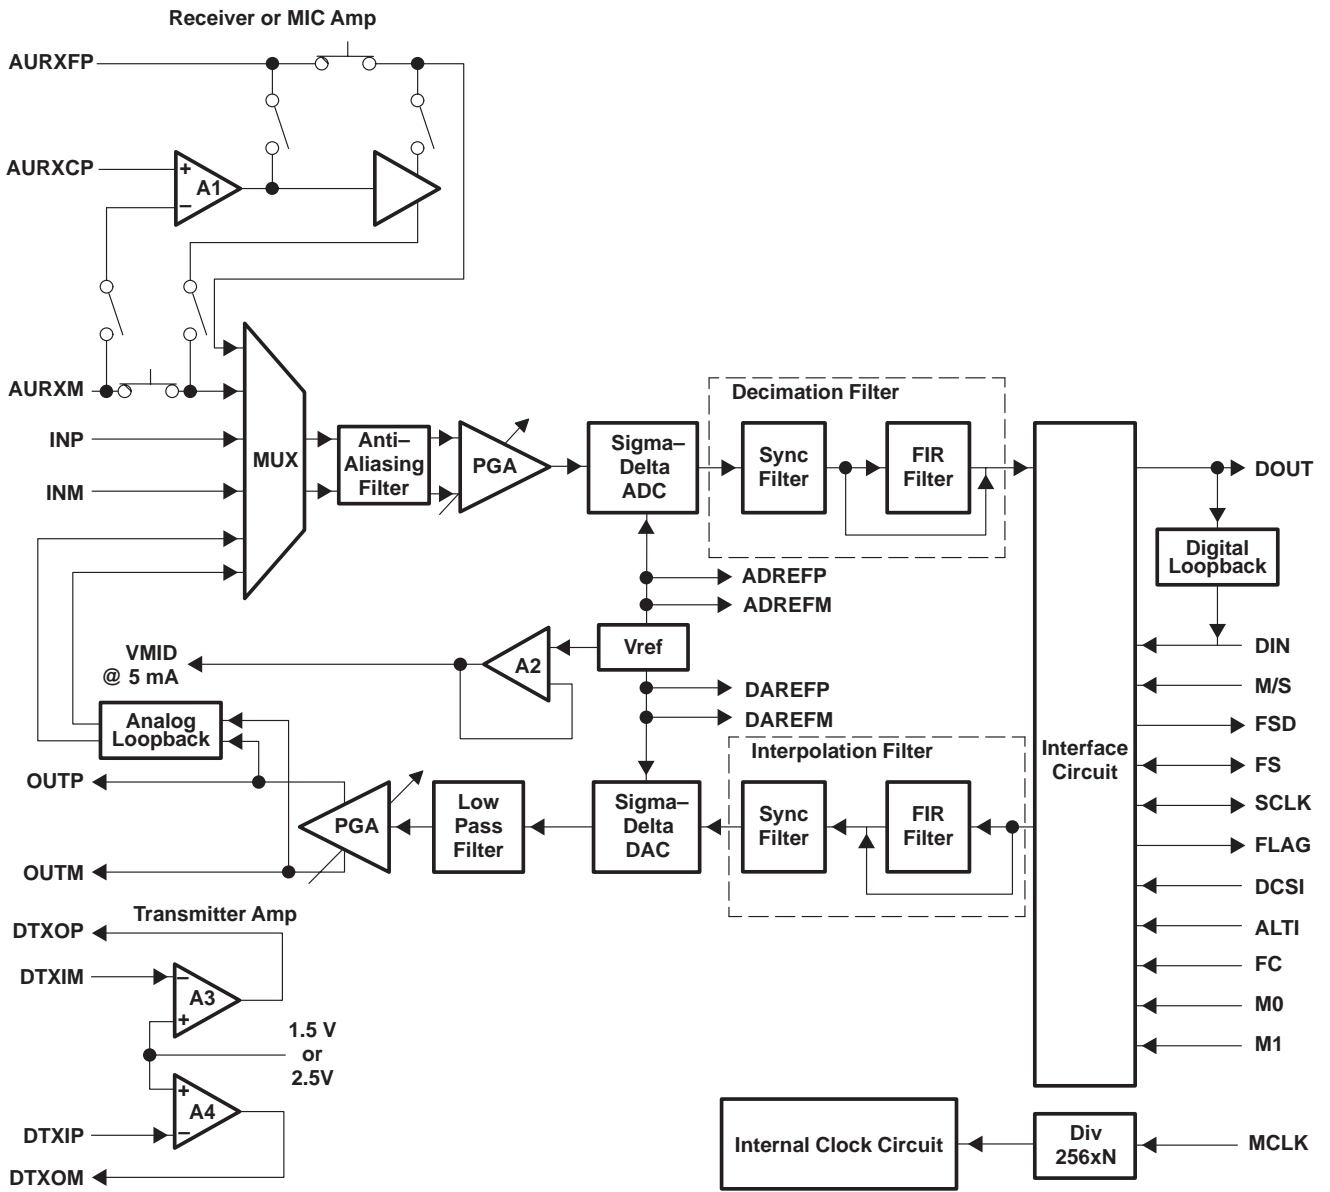 Receiver or MIC Amp
AURXFP
AURXCP
+
A1
–
AURXM
INP
INM
MUX
Anti–
Aliasing
Filter
PGA
Sigma–
Delta
ADC
Decimation Filter
Sync
Filter
FIR
Filter
DOUT
Digital
Loopback
ADREFP
ADREFM
VMID
@ 5 mA
A2
Vref
DIN
M/S
DAREFP
DAREFM
FSD
Analog
Loopback
Interface
Circuit
Interpolation Filter
FS
OUTP
PGA
Low
Pass
Filter
Sigma–
Delta
DAC
Sync
Filter
FIR
Filter
SCLK
FLAG
OUTM
DCSI
Transmitter Amp
DTXOP
ALTI
DTXIM
–
A3
+
FC
1.5 V
or
2.5V
M0
M1
+
A4
–
DTXIP
DTXOM
Internal Clock Circuit
Div
256xN
MCLK